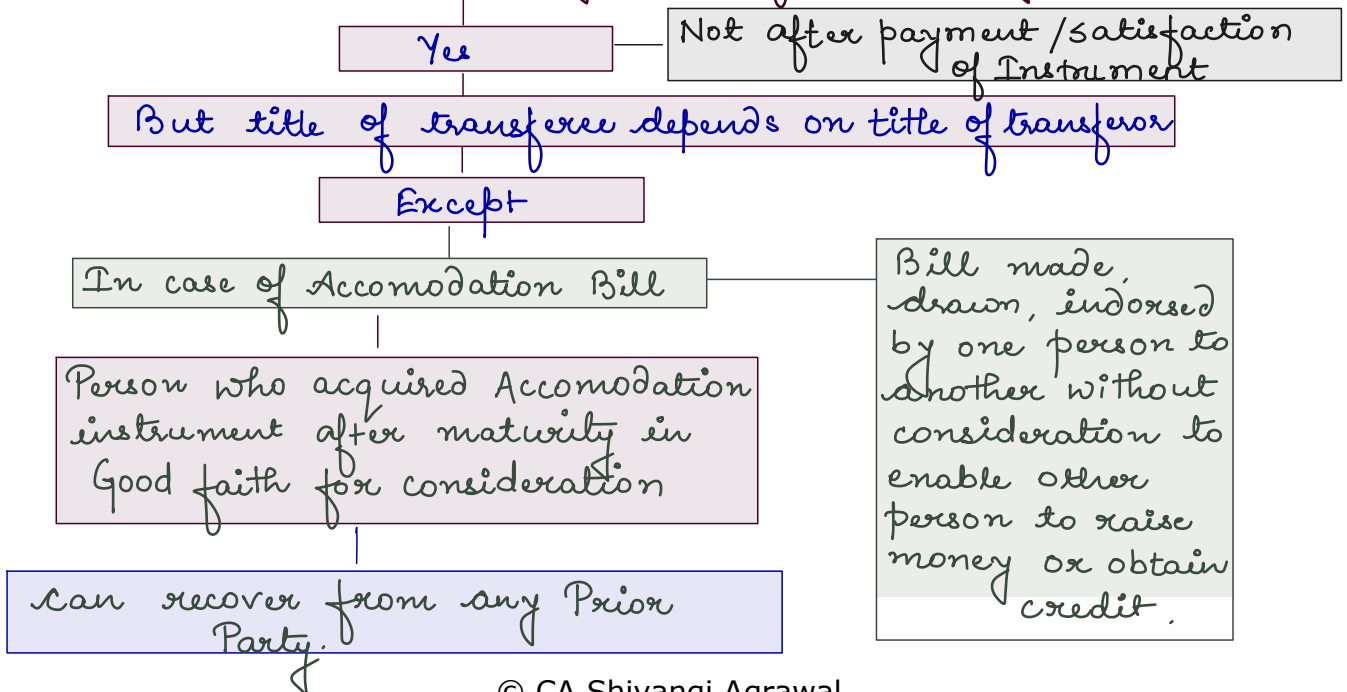 Yes
Not after payment / satisfaction
of Instrument
But title of transferee depends on title of transferor
Except
In case of Accomodation Bill
Bill made,
drawn, indorsed
by one person to
another without
consideration to
enable other
person to raise
money or obtain
credit.
Person who acquired Accomodation
instrument after maturity in
Good faith for consideration
can recover from any Prior
Party.
© CA Shivangi Agrawal